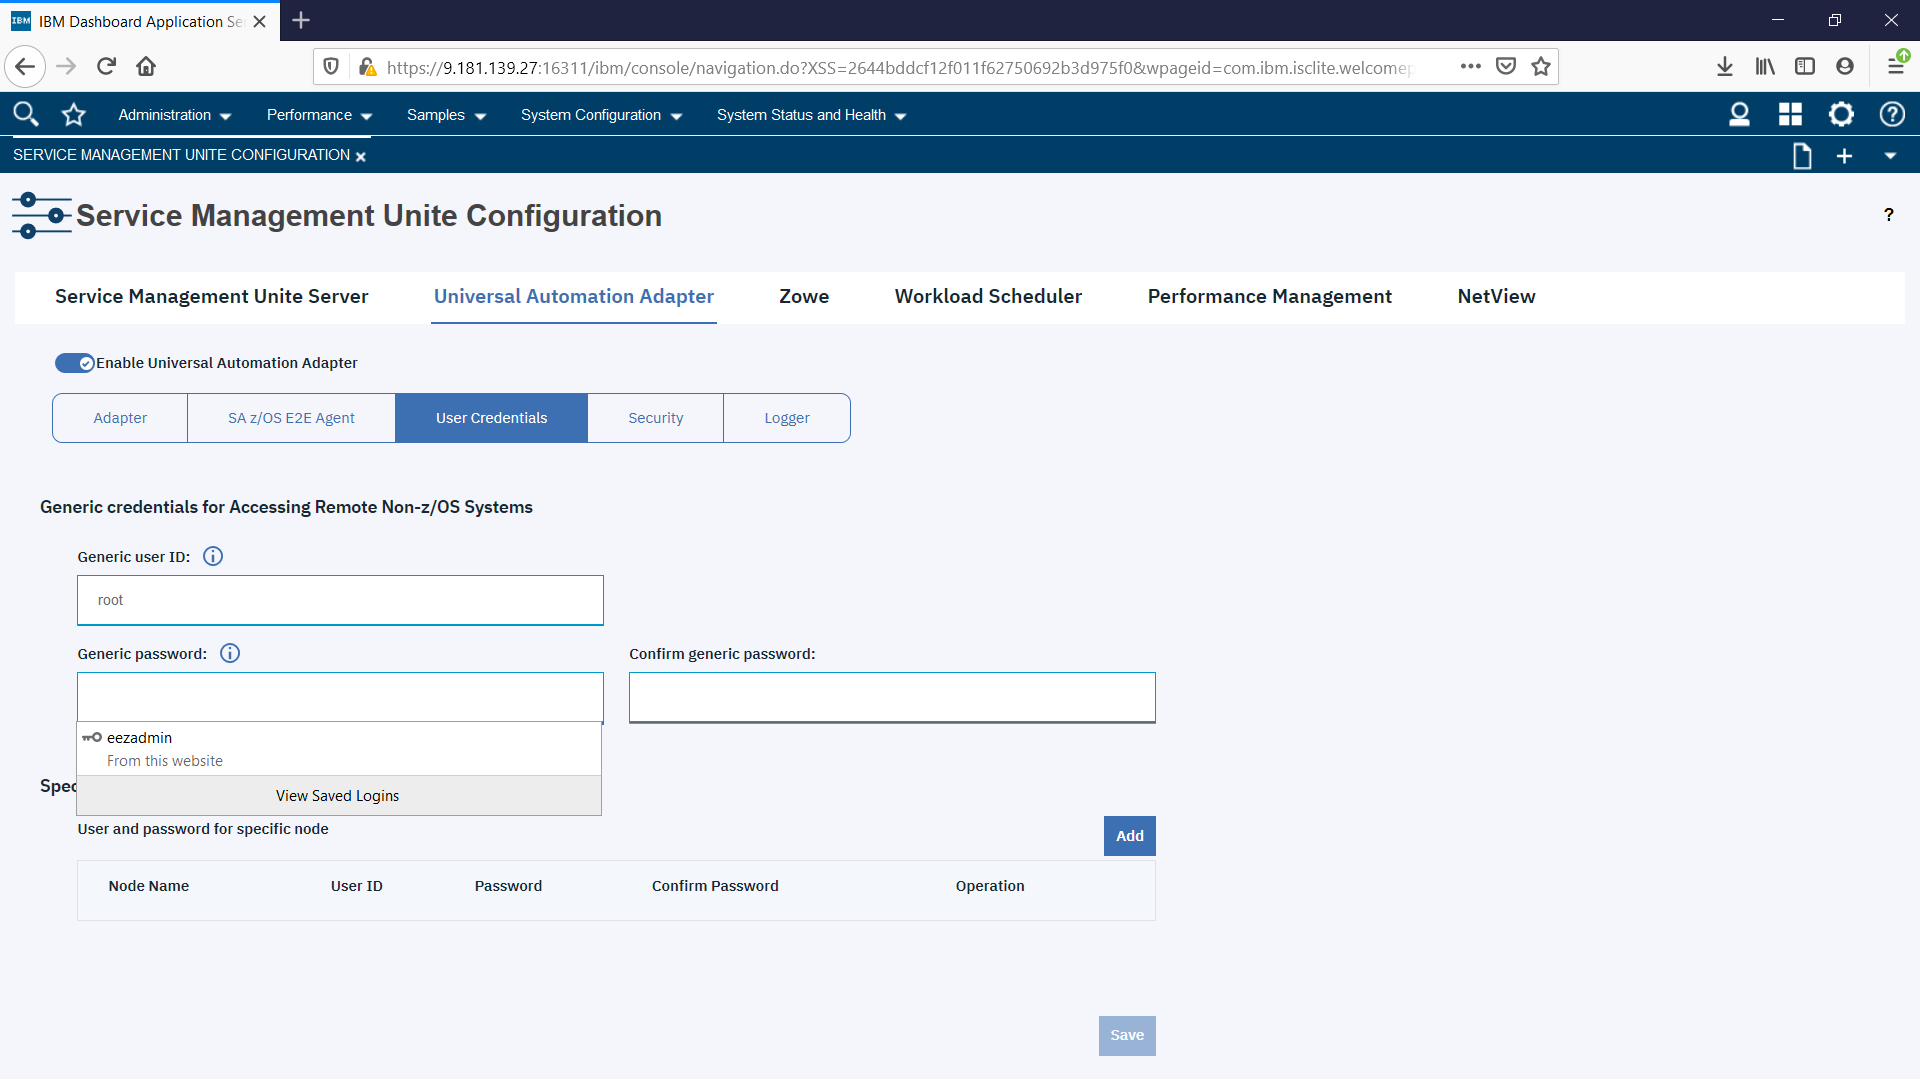 IBM IBM Dashboard Application Se
https://9.181.139.27:16311/ibm/console/navigation.do?XSS=2644bddcf12f011f62750692b3d975f0&wpageid=com.ibm.isclite.welcomep
Administration Performance Samples System Configuration System Status and Health
SERVICE MANAGEMENT UNITE CONFIGURATION
Service Management Unite Configuration ?
Service Management Unite Server Universal Automation Adapter Zowe Workload Scheduler Performance Management NetView
Enable Universal Automation Adapter
Adapter SA z/OS E2E Agent User Credentials Security Logger
Generic credentials for Accessing Remote Non-z/OS Systems
Generic user ID:
root
Generic password: Confirm generic password:
eezadmin
From this website
Spec
View Saved Logins
User and password for specific node Add
Node Name User ID Password Confirm Password Operation
Save